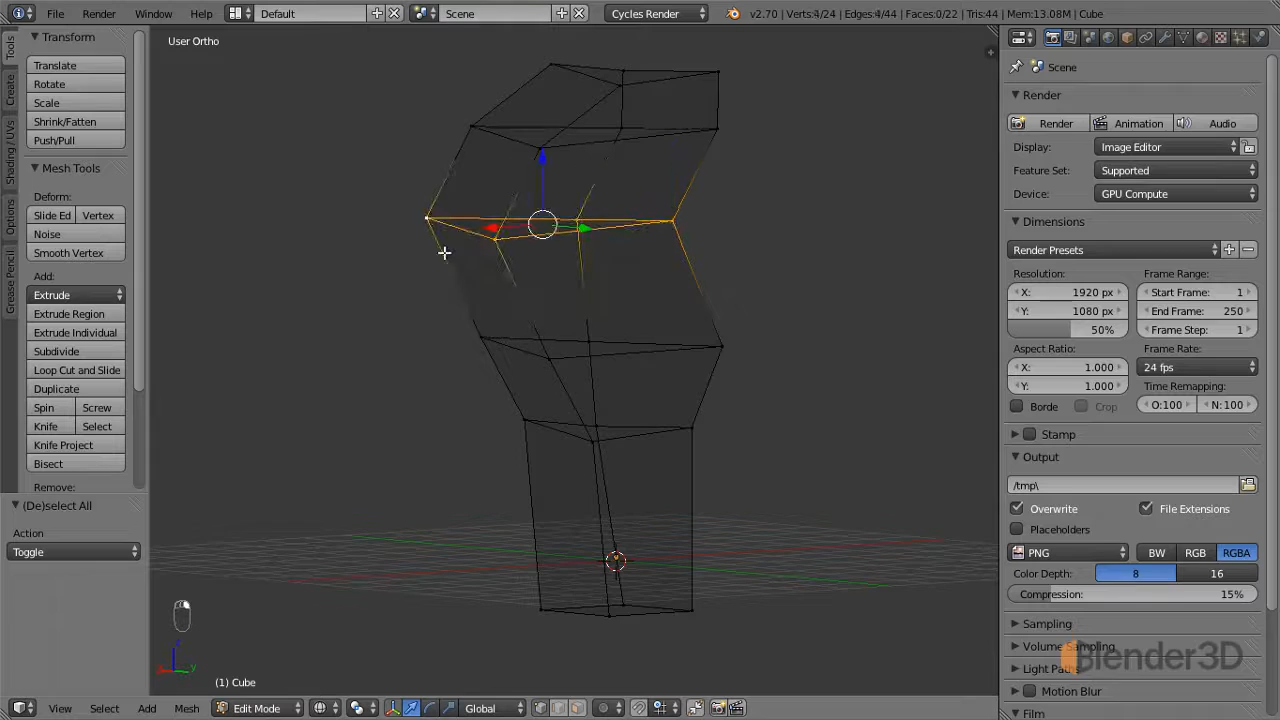 File Render Window Help Default Scene Cycles Render v2.70 | Verts:4/24 | Edges:4/44 | Faces:0/22 | Tris:44 | Mem:13.08M | Cube
Tools
Create
Shading / UVs
Options
Grease Pencil
Transform
Translate
Rotate
Scale
Shrink/Fatten
Push/Pull
Mesh Tools
Deform:
Slide Ed Vertex
Noise
Smooth Vertex
Add:
Extrude
Extrude Region
Extrude Individual
Subdivide
Loop Cut and Slide
Duplicate
Spin Screw
Knife Select
Knife Project
Bisect
Remove:
(De)select All
Action
Toggle
User Ortho
z
x y
(1) Cube
View Select Add Mesh Edit Mode Global
Scene
Render
Render Animation Audio
Display: Image Editor
Feature Set: Supported
Device: GPU Compute
Dimensions
Render Presets
Resolution: Frame Range:
X: 1920 px Start Frame: 1
Y: 1080 px End Frame: 250
50% Frame Step: 1
Aspect Ratio: Frame Rate:
X: 1.000 24 fps
Y: 1.000 Time Remapping:
Borde Crop O:100 N:100
Stamp
Output
/tmp\
Overwrite File Extensions
Placeholders
PNG BW RGB RGBA
Color Depth: 8 16
Compression: 15%
Sampling
Volume Sampling
Light Paths
Motion Blur
Film
Blender3D